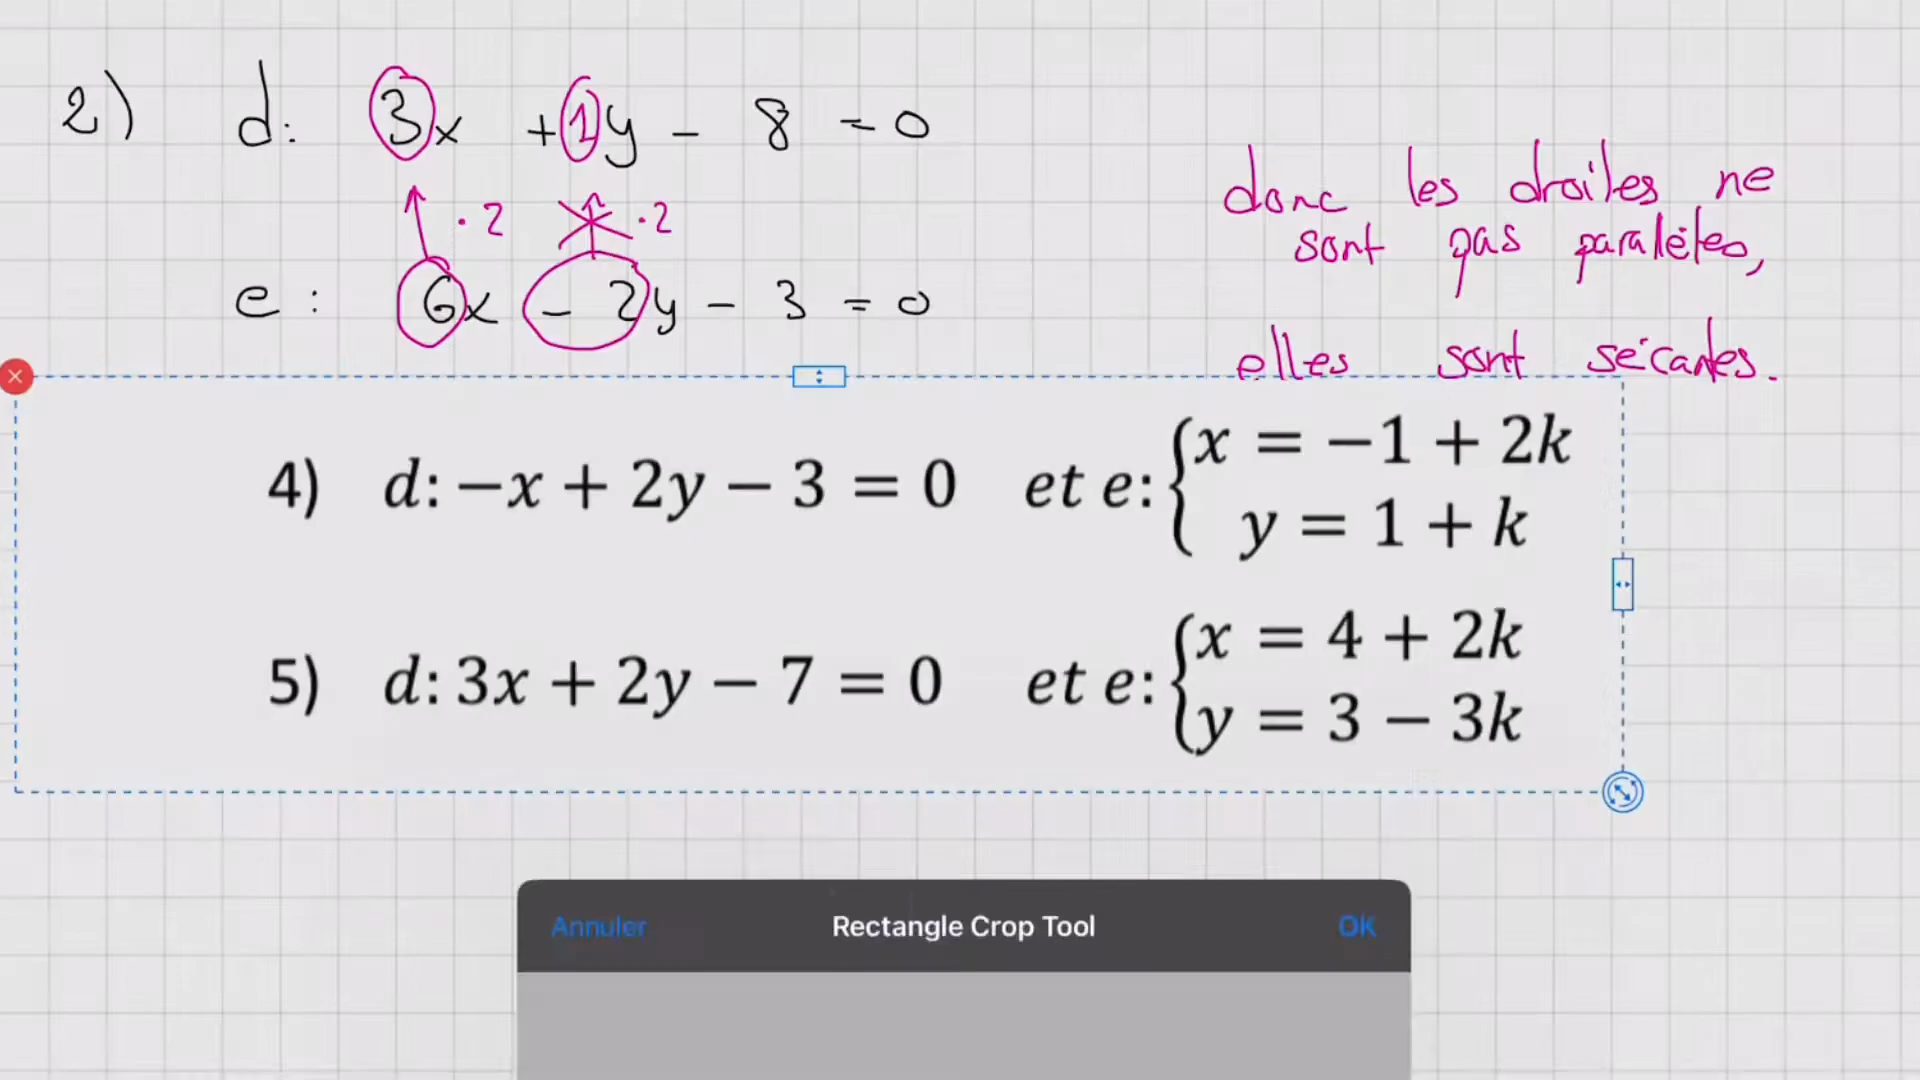 2) d: 3x + 1y - 8 = 0
· 2 · 2
e : 6x - 2y - 3 = 0
donc les droites ne
sont pas paralèles,
elles sont sécantes.
4) d: −x + 2y − 3 = 0 et e: {x = −1 + 2k
y = 1 + k
5) d: 3x + 2y − 7 = 0 et e: {x = 4 + 2k
y = 3 − 3k
Annuler Rectangle Crop Tool OK